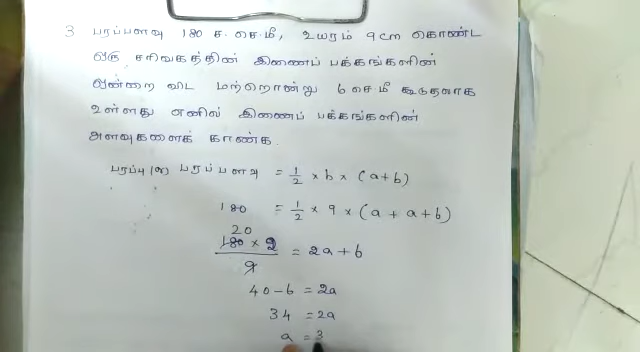 3 பரப்பளவு 180 ச. செ.மீ, உயரம் 9cm கொண்ட
ஒரு சரிவகத்தின் இணைப் பக்கங்களின்
ஒன்றை விட மற்றொன்று 6 செ.மீ கூடுதலாக
உள்ளது எனில் இணைப் பக்கங்களின்
அளவுகளைக் காண்க.
பரப்பு (அ) பரப்பளவு = 1/2 × h × (a+b)
180 = 1/2 × 9 × (a + a + 6)
20
180 × 2 / 9 = 2a + 6
40 - 6 = 2a
34 = 2a
a = 3